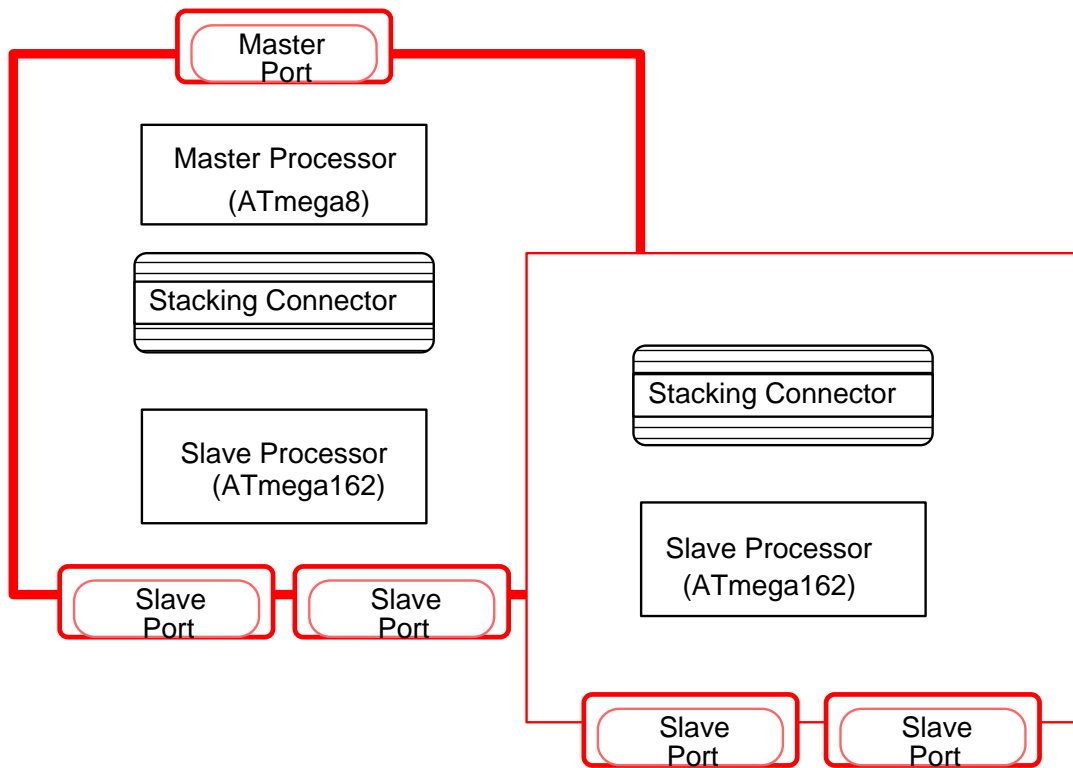 Master
Port
Master Processor
(ATmega8)
Stacking Connector
Slave Processor
(ATmega162)
Slave
Port
Slave
Port
Stacking Connector
Slave Processor
(ATmega162)
Slave
Port
Slave
Port